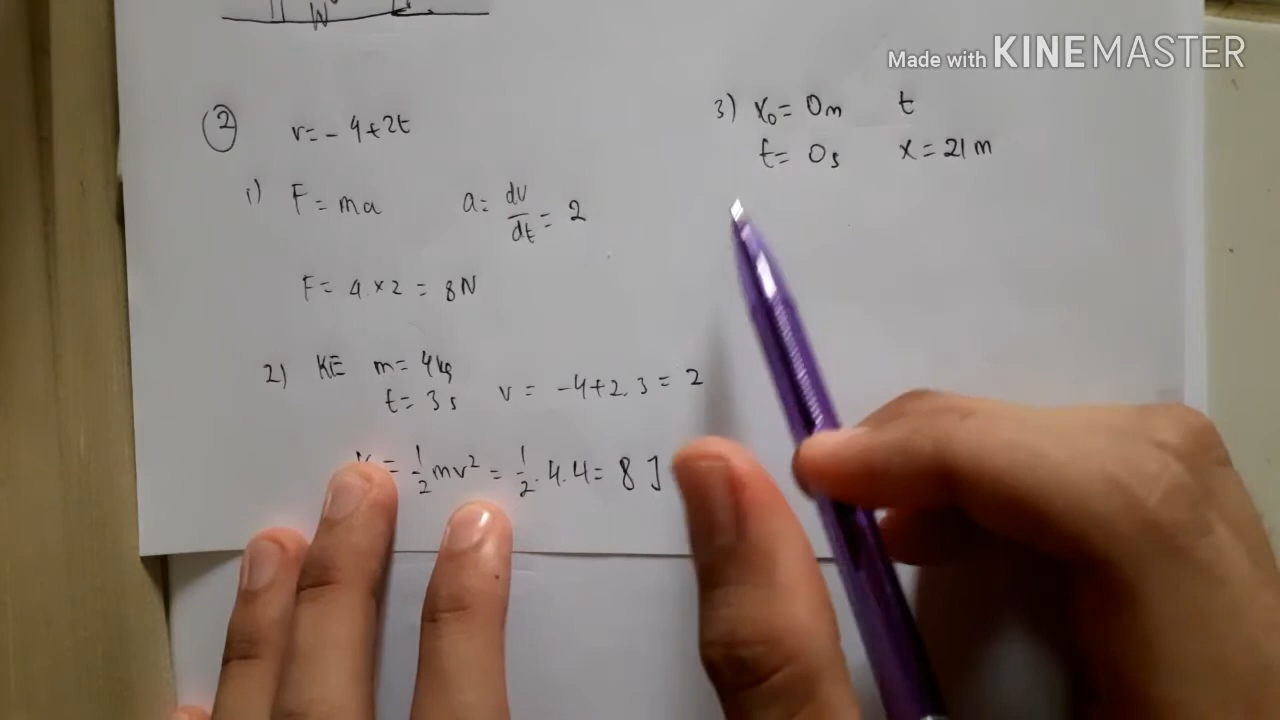 W
Made with KINEMASTER
② v = - 4 + 2t
1) F = ma a = dv/dt = 2
F = 4 . × 2 = 8N
2) KE m = 4kg
t = 3s v = -4+2.3 = 2
= 1/2 mv² = 1/2 . 4 . 4 = 8 J
3) x₀ = 0m t
t = 0s x = 21m